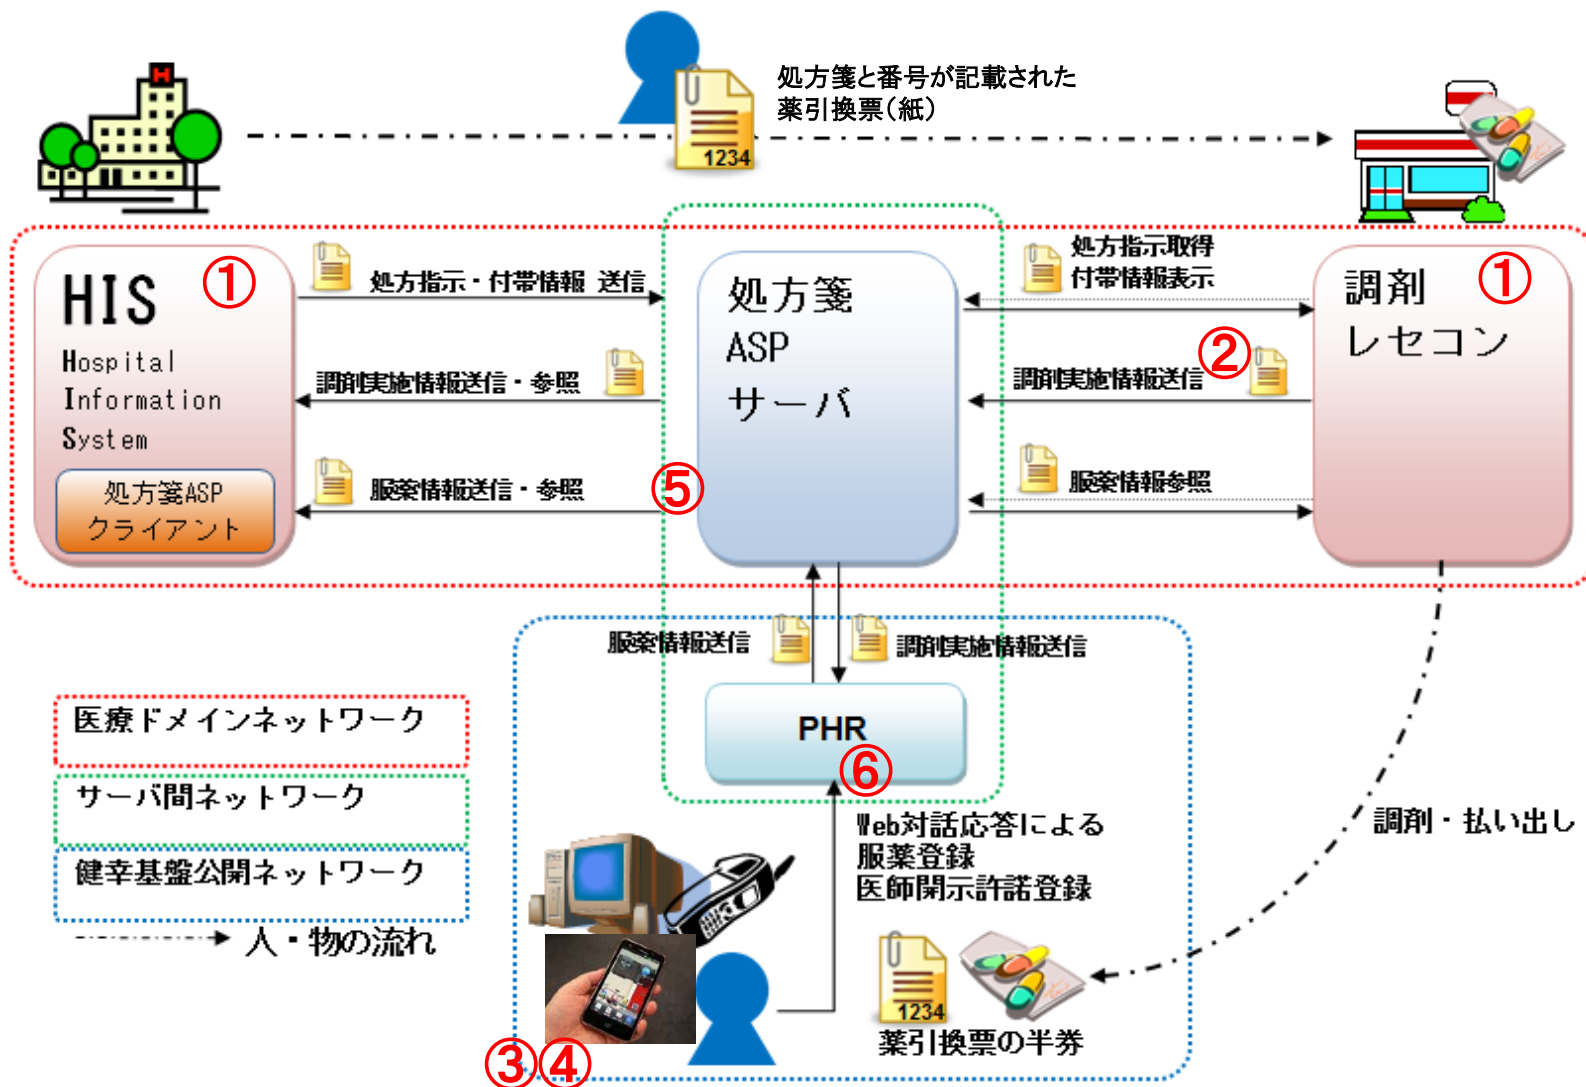 処方箋と番号が記載された
薬引換票(紙)
1234
HIS
①
Hospital
Information
System
処方箋ASP
クライアント
処方指示・付帯情報 送信
調剤実施情報送信・参照
服薬情報送信・参照
⑤
処方箋
ASP
サーバ
処方指示取得
付帯情報表示
②
調剤実施情報送信
服薬情報参照
調剤
レセコン
①
服薬情報送信
調剤実施情報送信
PHR
⑥
医療ドメインネットワーク
サーバ間ネットワーク
健幸基盤公開ネットワーク
人・物の流れ
Web対話応答による
服薬登録
医師開示許諾登録
調剤・払い出し
1234
薬引換票の半券
③④